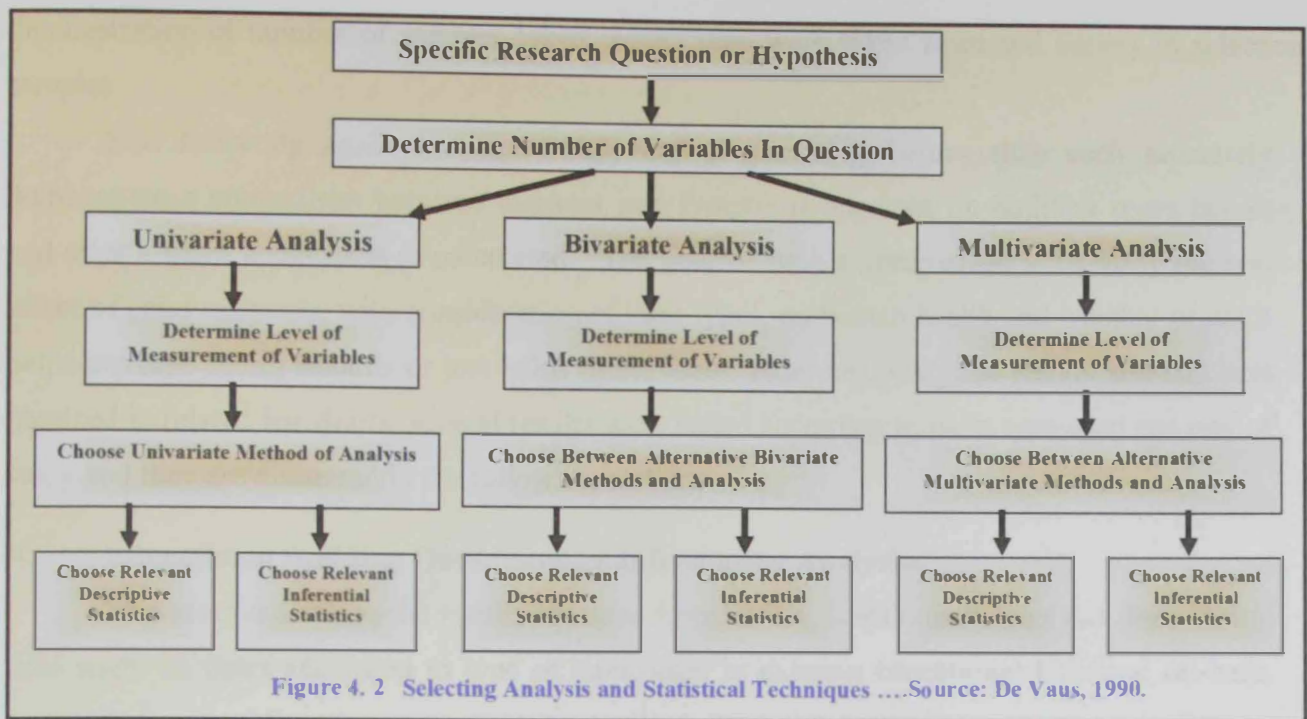 Specific Research Question or Hypothesis
Determine Number of Variables In Question
Univariate Analysis
Bivariate Analysis
Multivariate Analysis
Determine Level of
Measurement of Variables
Determine Level of
Measurement of Variables
Determine Level of
Measurement of Variables
Choose Univariate Method of Analysis
Choose Between Alternative Bivariate
Methods and Analysis
Choose Between Alternative
Multivariate Methods and Analysis
Choose Relevant
Descriptive
Statistics
Choose Relevant
Inferential
Statistics
Choose Relevant
Descriptive
Statistics
Choose Relevant
Inferential
Statistics
Choose Relevant
Descriptive
Statistics
Choose Relevant
Inferential
Statistics
Figure 4. 2 Selecting Analysis and Statistical Techniques ....Source: De Vaus, 1990.